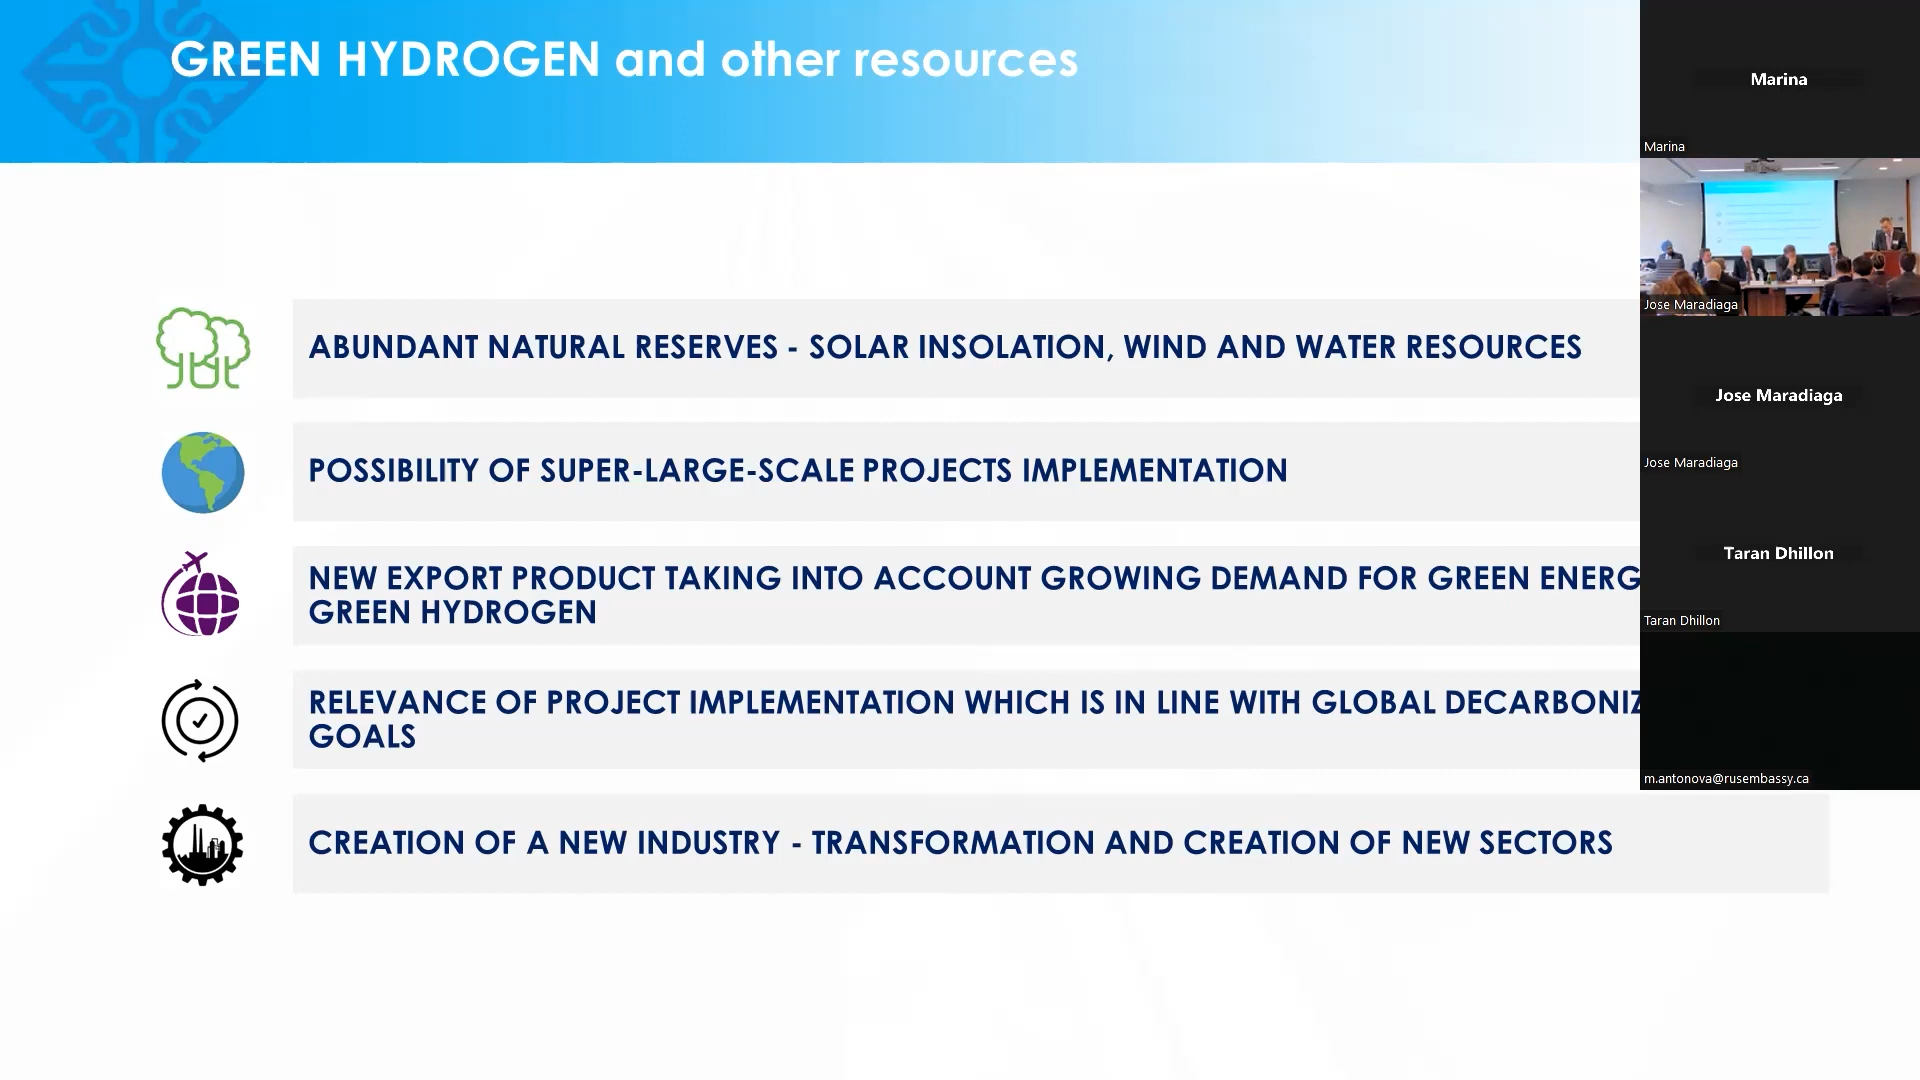 GREEN HYDROGEN and other resources
ABUNDANT NATURAL RESERVES - SOLAR INSOLATION, WIND AND WATER RESOURCES
POSSIBILITY OF SUPER-LARGE-SCALE PROJECTS IMPLEMENTATION
NEW EXPORT PRODUCT TAKING INTO ACCOUNT GROWING DEMAND FOR GREEN ENERG
GREEN HYDROGEN
RELEVANCE OF PROJECT IMPLEMENTATION WHICH IS IN LINE WITH GLOBAL DECARBONIZ
GOALS
CREATION OF A NEW INDUSTRY - TRANSFORMATION AND CREATION OF NEW SECTORS
Marina
Marina
Jose Maradiaga
Jose Maradiaga
Jose Maradiaga
Taran Dhillon
Taran Dhillon
m.antonova@rusembassy.ca